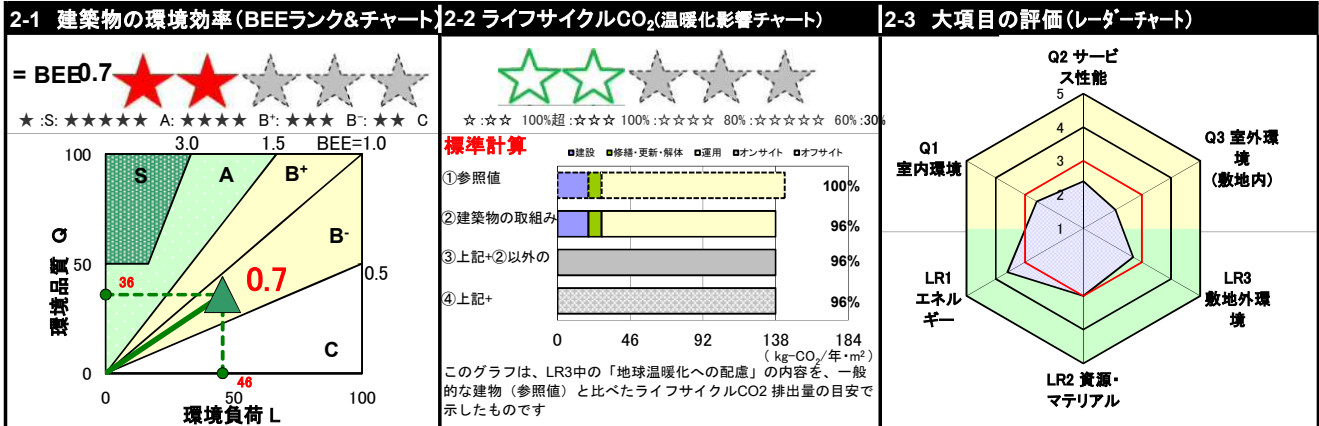 2-1 建築物の環境効率(BEEランク&チャート)
2-2 ライフサイクルCO₂(温暖化影響チャート)
2-3 大項目の評価(レーダーチャート)
= BEE0.7
★ :S: ★★★★★ A: ★★★★ B⁺: ★★★ B⁻: ★★ C
3.0 1.5 BEE=1.0
100
S
A
B⁺
B⁻
50
0.5
36
0.7
C
0
46
50
100
環境品質 Q
環境負荷 L
☆ :☆☆ 100%超 :☆☆☆ 100% :☆☆☆☆ 80% :☆☆☆☆☆ 60% :30%
標準計算
■建設 ■修繕・更新・解体 □運用 ■オンサイト □オフサイト
①参照値 100%
②建築物の取組み 96%
③上記+②以外の 96%
④上記+ 96%
0 46 92 138 184
( kg-CO₂/年・m²)
このグラフは、LR3中の「地球温暖化への配慮」の内容を、一般
的な建物(参照値)と比べたライフサイクルCO2 排出量の目安で
示したものです
Q2 サービ
ス性能
5
4
3
2
1
Q1
室内環境
Q3 室外環
境
(敷地内)
LR1
エネル
ギー
LR3
敷地外環
境
LR2 資源・
マテリアル